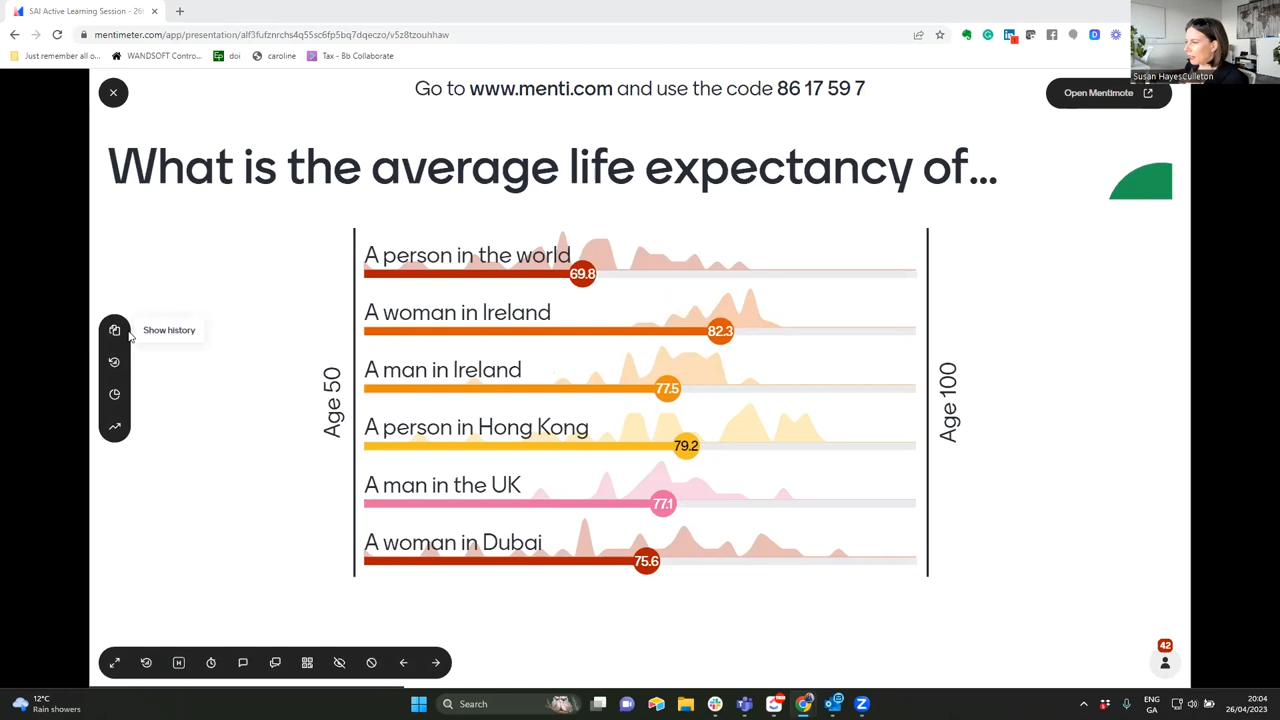 SAI Active Learning Session - 26
mentimeter.com/app/presentation/alf3fufznrchs4q55sc6fp5bq7dqeczo/v5z8tzouhhaw
Just remember all o...
WANDSOFT Contro...
doi
caroline
Tax - Bb Collaborate
Susan HayesCulleton
Go to www.menti.com and use the code 86 17 59 7
Open Mentimote
What is the average life expectancy of...
Age 50
Age 100
A person in the world
69.8
A woman in Ireland
82.3
Show history
A man in Ireland
77.5
A person in Hong Kong
79.2
A man in the UK
77.1
A woman in Dubai
75.6
H
42
12°C
Rain showers
Search
ENG
GA
20:04
26/04/2023